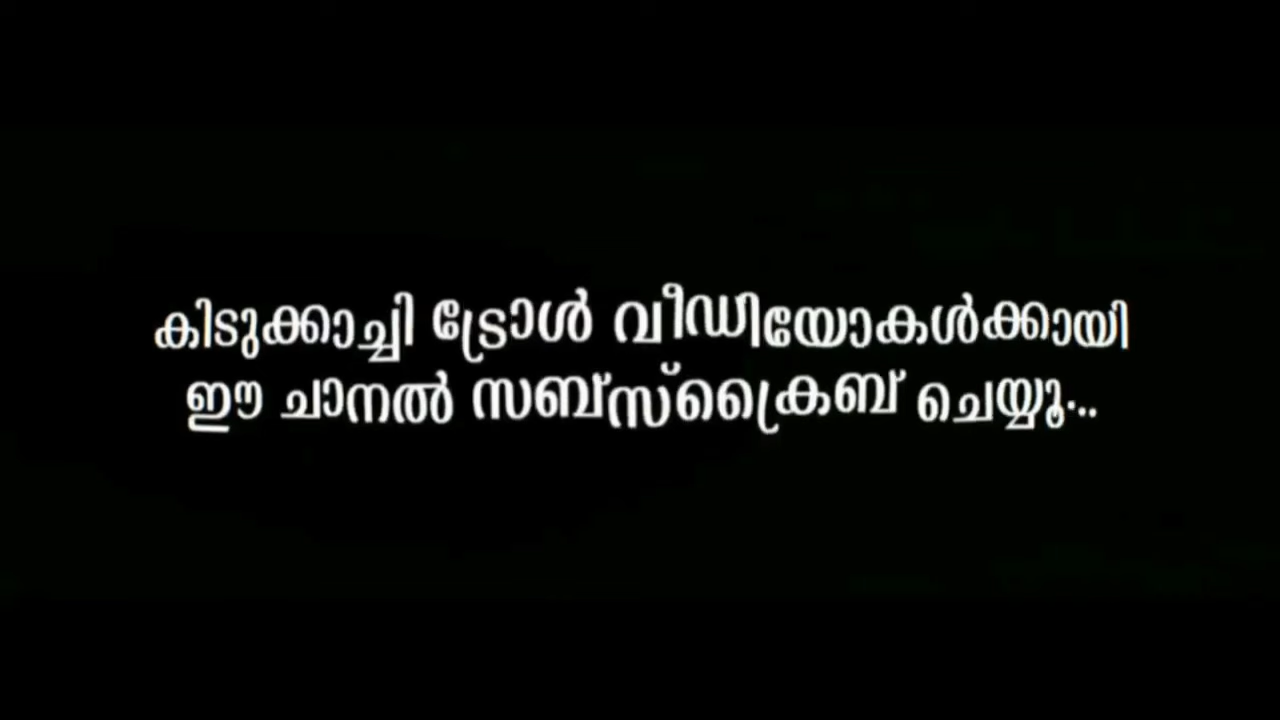 കിടുക്കാച്ചി ട്രോൾ വീഡിയോകൾക്കായി
ഈ ചാനൽ സബ്സ്ക്രൈബ് ചെയ്യൂ...